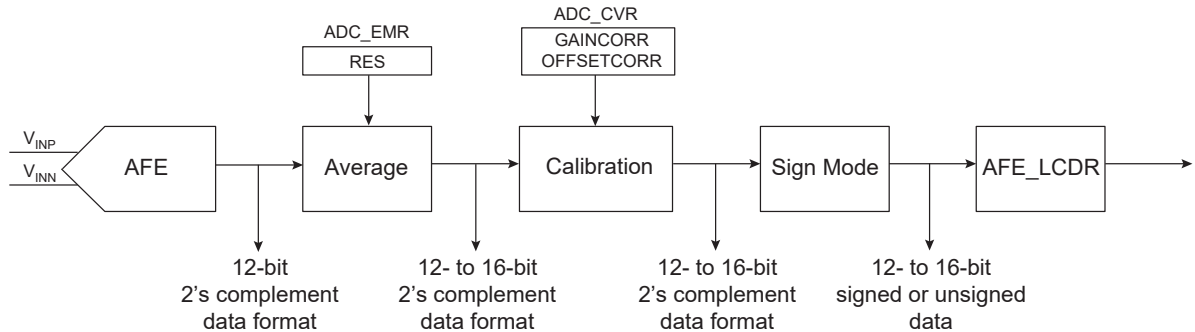 ADC_CVR
ADC_EMR
GAINCORR
OFFSETCORR
RES
VINP
VINN
AFE
Average
Calibration
Sign Mode
AFE_LCDR
12-bit
2’s complement
data format
12- to 16-bit
2’s complement
data format
12- to 16-bit
2’s complement
data format
12- to 16-bit
signed or unsigned
data